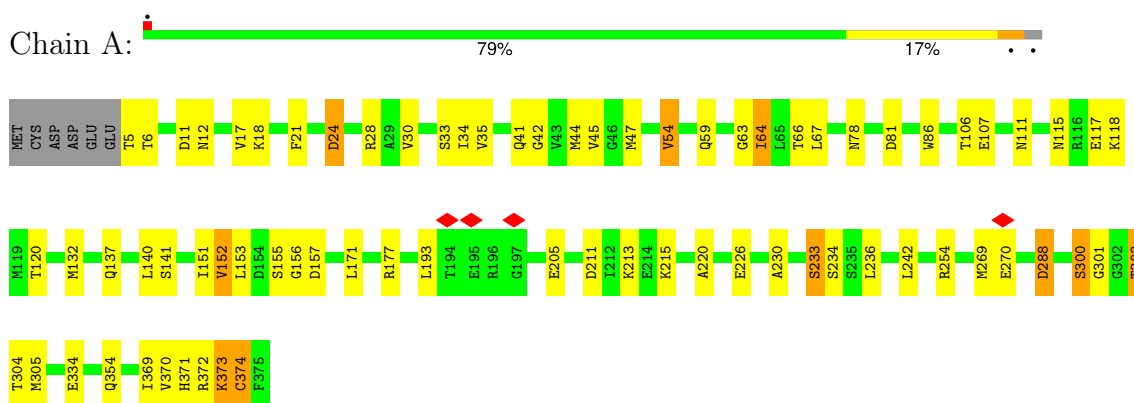 Chain A:
79% 17% • •
MET CYS ASP ASP GLU GLU T5 T6 D11 N12 V17 K18 F21 D24 R28 A29 V30 S33 I34 V35 Q41 G42 V43 M44 V45 G46 M47 V54 Q59 G63 I64 L65 T66 L67 N78 D81 W86 T106 E107 N111 N115 R116 E117 K118
M119 T120 M132 Q137 L140 S141 I151 V152 L153 D154 S155 G156 D157 L171 R177 L193 T194 E195 R196 G197 E205 D211 I212 K213 E214 K215 A220 E226 A230 S233 S234 S235 L236 L242 R254 M269 E270 D288 S300 G301 G302
T304 M305 E334 Q354 I369 V370 H371 R372 K373 C374 F375